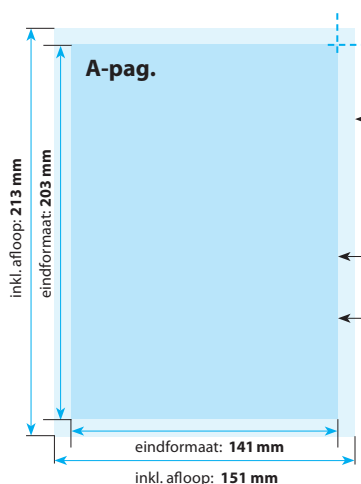 A-pag.
inkl. afloop: 213 mm
eindformaat: 203 mm
eindformaat: 141 mm
inkl. afloop: 151 mm